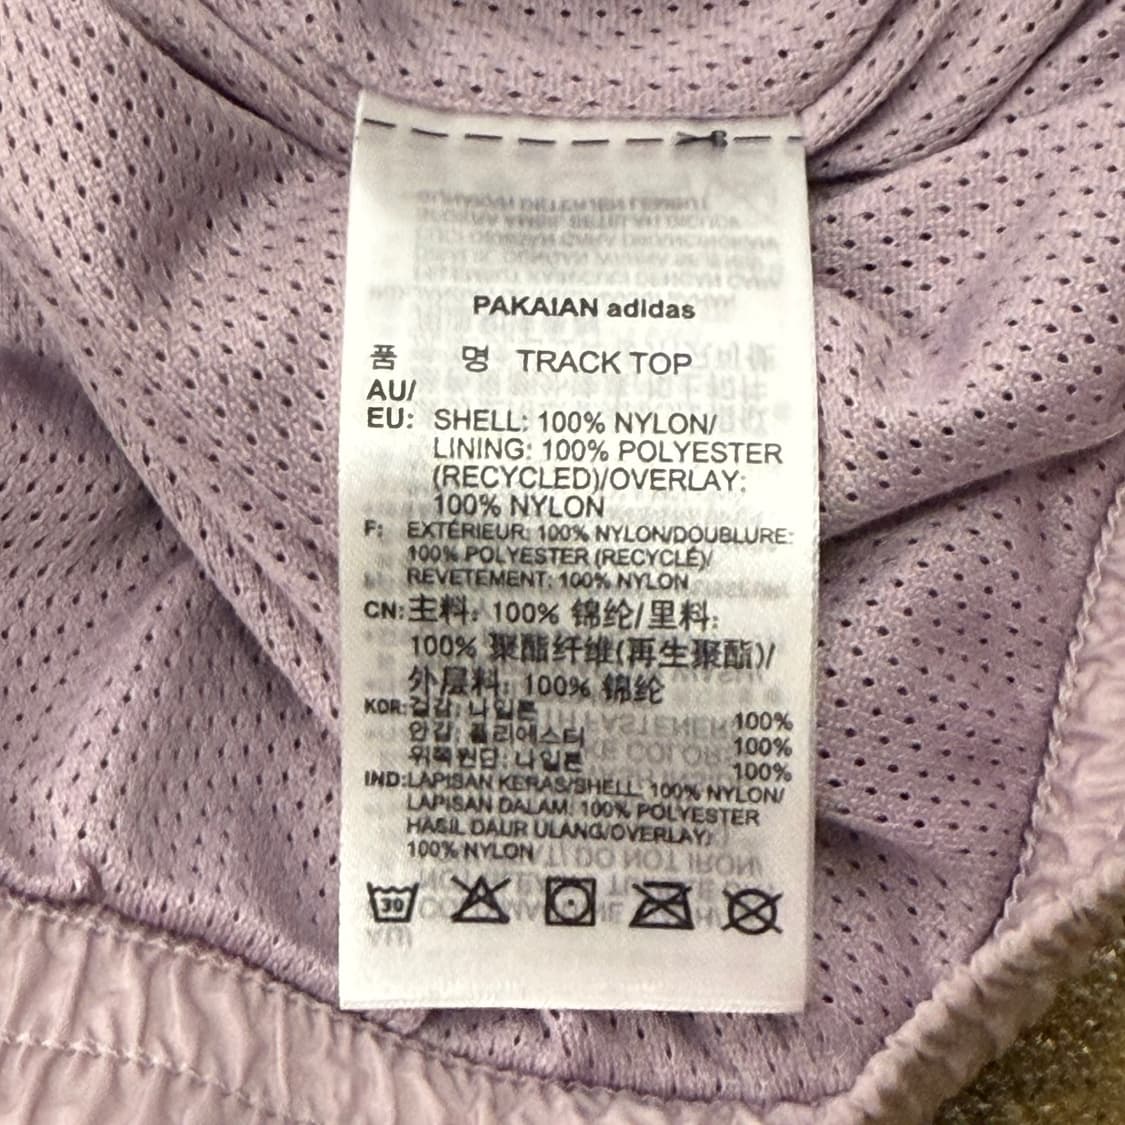 PAKAIAN adidas
품 명 TRACK TOP
AU/
EU: SHELL: 100% NYLON/
LINING: 100% POLYESTER
(RECYCLED)/OVERLAY:
100% NYLON
F: EXTÉRIEUR: 100% NYLON/DOUBLURE:
100% POLYESTER (RECYCLÉ)/
REVETEMENT: 100% NYLON
CN: 主料: 100% 锦纶/里料:
100% 聚酯纤维(再生聚酯)/
外层料: 100% 锦纶
KOR: 겉감: 나일론 100%
안감: 폴리에스터 100%
위쪽원단: 나일론 100%
IND: LAPISAN KERAS/SHELL: 100% NYLON/
LAPISAN DALAM: 100% POLYESTER
HASIL DAUR ULANG/OVERLAY:
100% NYLON
30